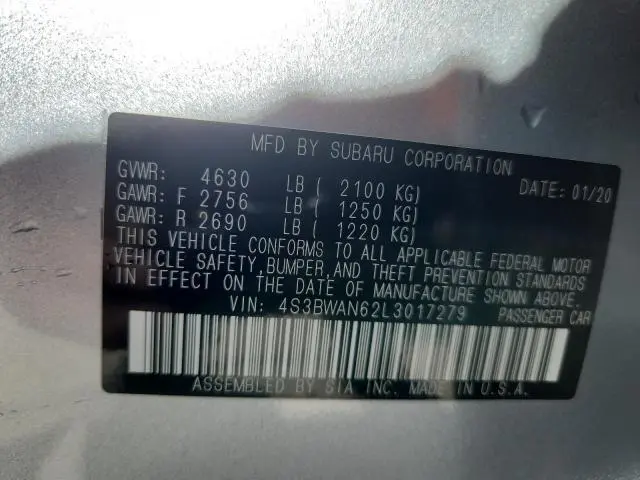 MFD BY SUBARU CORPORATION
DATE: 01/20
GVWR: 4630 LB ( 2100 KG)
GAWR: F 2756 LB ( 1250 KG)
GAWR: R 2690 LB ( 1220 KG)
THIS VEHICLE CONFORMS TO ALL APPLICABLE FEDERAL MOTOR
VEHICLE SAFETY, BUMPER, AND THEFT PREVENTION STANDARDS
IN EFFECT ON THE DATE OF MANUFACTURE SHOWN ABOVE.
VIN: 4S3BWAN62L3017279 PASSENGER CAR
ASSEMBLED BY SIA INC. MADE IN U.S.A.